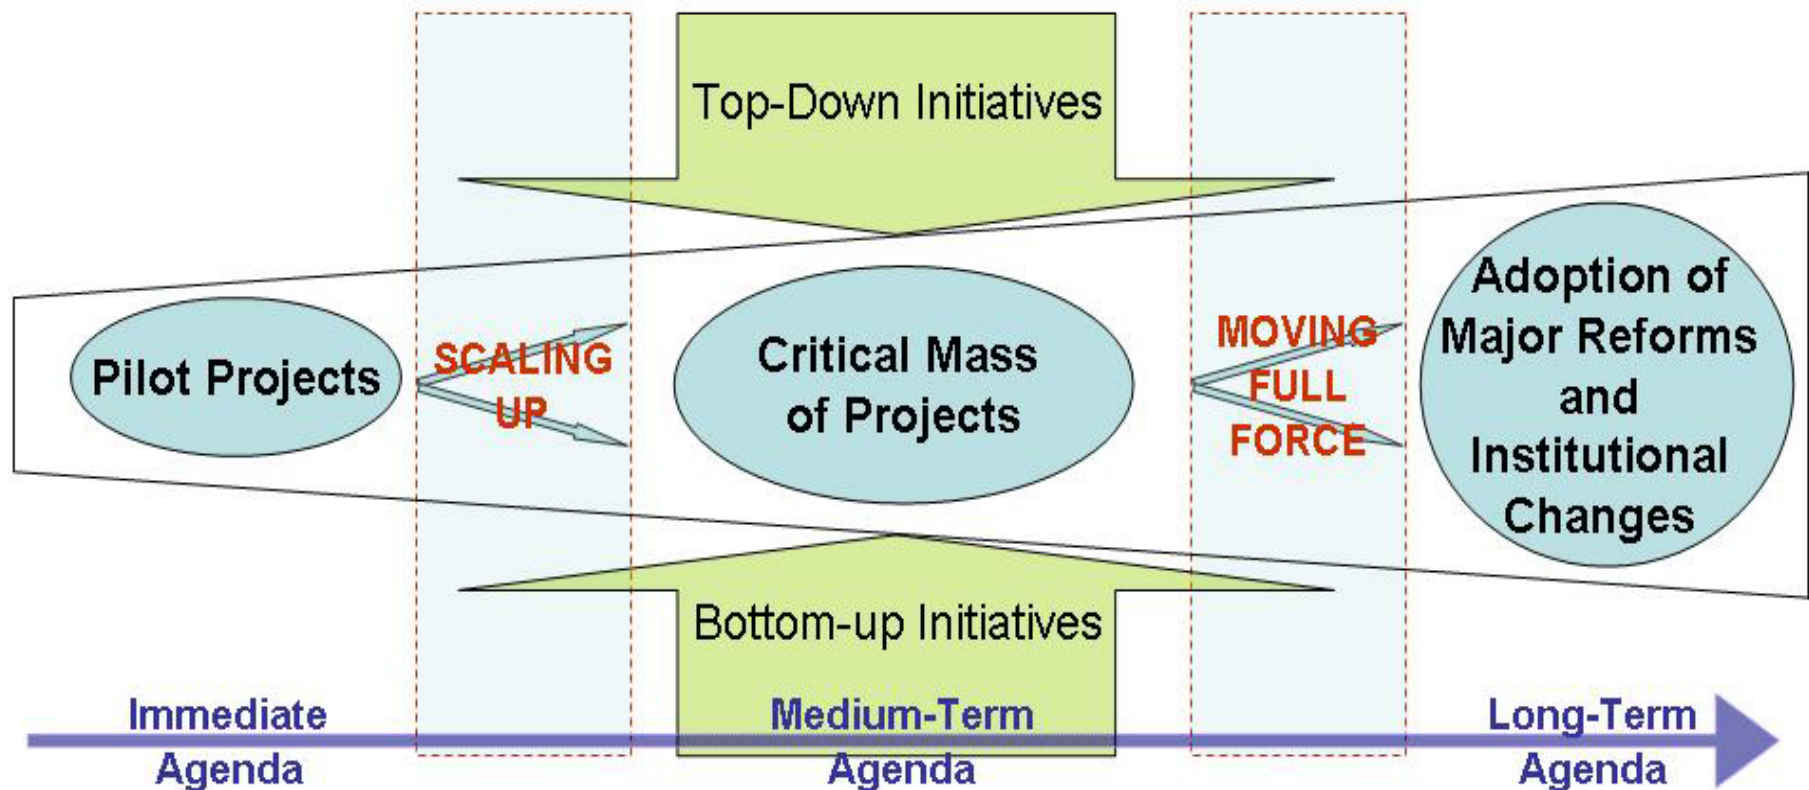 Top-Down Initiatives
Pilot Projects
SCALING
UP
Critical Mass
of Projects
MOVING
FULL
FORCE
Adoption of
Major Reforms
and
Institutional
Changes
Bottom-up Initiatives
Immediate
Agenda
Medium-Term
Agenda
Long-Term
Agenda